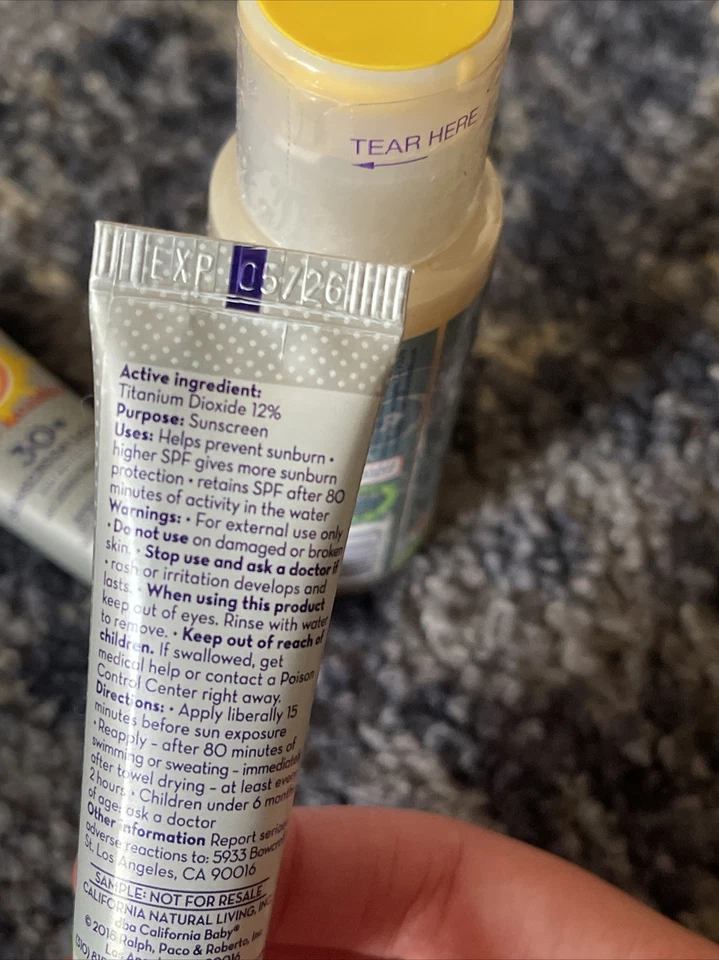 TEAR HERE
EXP 05/26
Active ingredient:
Titanium Dioxide 12%
Purpose: Sunscreen
Uses: Helps prevent sunburn •
higher SPF gives more sunburn
protection • retains SPF after 80
minutes of activity in the water
Warnings: • For external use only
• Do not use on damaged or broken
skin. • Stop use and ask a doctor if
• rash or irritation develops and
lasts. • When using this product
keep out of eyes. Rinse with water
to remove. • Keep out of reach of
children. If swallowed, get
medical help or contact a Poison
Control Center right away.
Directions: • Apply liberally 15
minutes before sun exposure
• Reapply - after 80 minutes of
swimming or sweating - immediate
after towel drying - at least every
2 hours • Children under 6 months
of age: ask a doctor
Other information Report serious
adverse reactions to: 5933
St. Los Angeles, CA 90016
SAMPLE: NOT FOR RESALE
CALIFORNIA NATURAL LIVING, INC
dba California Baby®
© 2018 Ralph, Paco & Roberto, Inc
30+